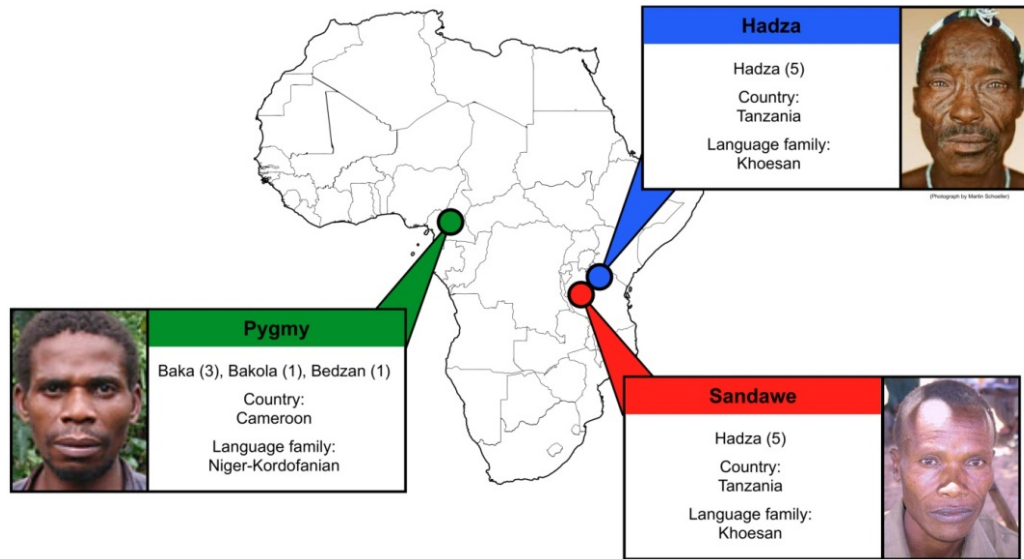 Hadza
Hadza (5)
Country:
Tanzania
Language family:
Khoesan
(Photograph by Martin Schoeller)
Pygmy
Baka (3), Bakola (1), Bedzan (1)
Country:
Cameroon
Language family:
Niger-Kordofanian
Sandawe
Hadza (5)
Country:
Tanzania
Language family:
Khoesan